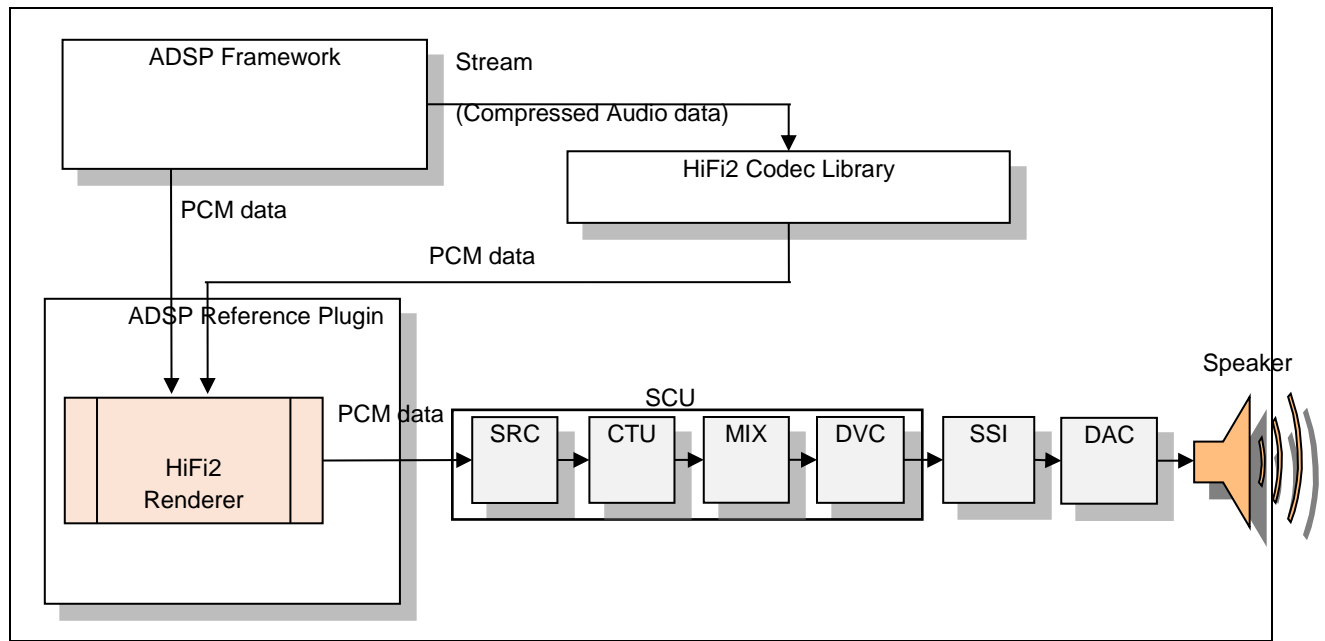 ADSP Framework
Stream
(Compressed Audio data)
HiFi2 Codec Library
PCM data
PCM data
ADSP Reference Plugin
Speaker
PCM data
SCU
SRC
CTU
MIX
DVC
SSI
DAC
HiFi2
Renderer